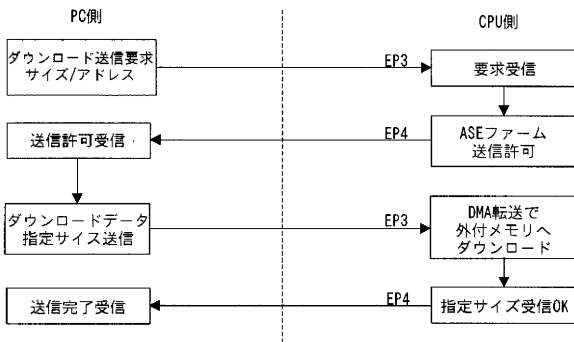 PC側
CPU側
ダウンロード送信要求
サイズ/アドレス
EP3
要求受信
送信許可受信
EP4
ASEファーム
送信許可
ダウンロードデータ
指定サイス送信
EP3
DMA転送で
外付メモリへ
ダウンロード
送信完了受信
EP4
指定サイズ受信OK